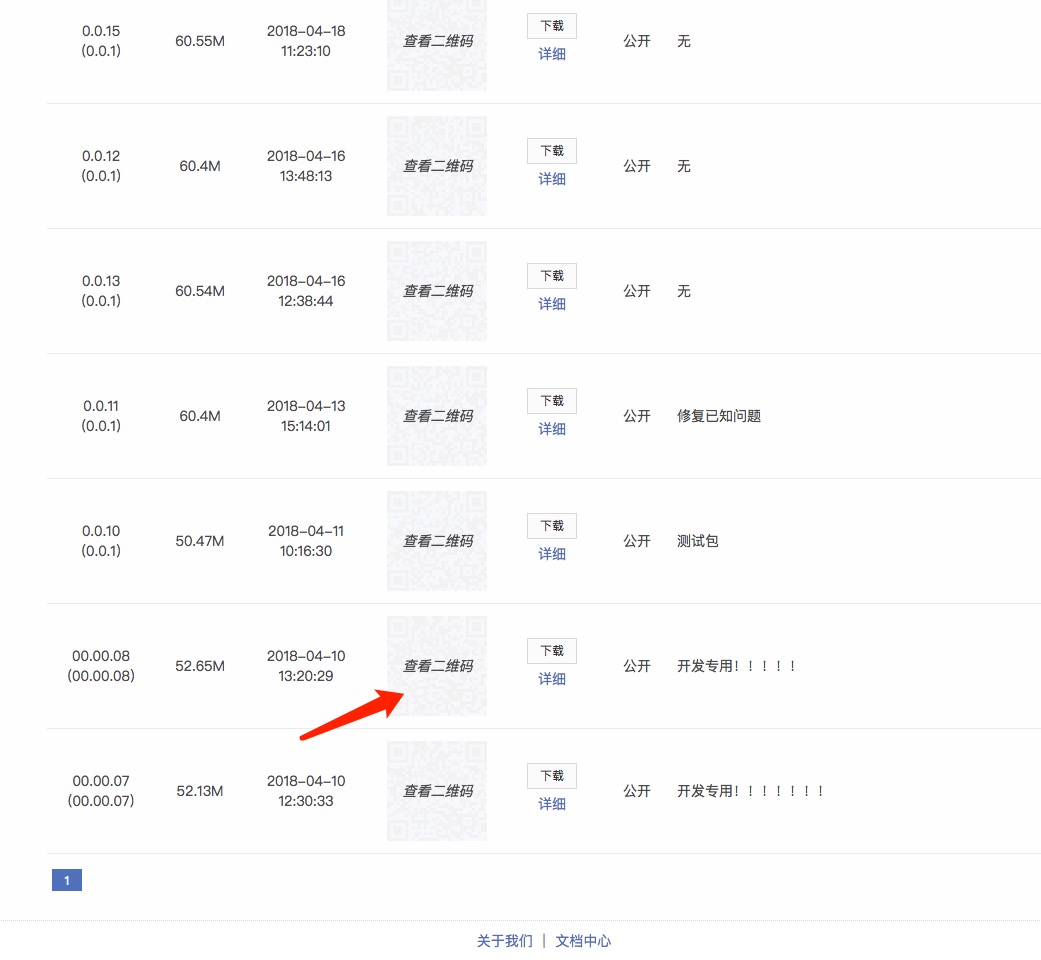 0.0.15
(0.0.1)
60.55M
2018-04-18
11:23:10
查看二维码
下载
详细
公开
无
0.0.12
(0.0.1)
60.4M
2018-04-16
13:48:13
查看二维码
下载
详细
公开
无
0.0.13
(0.0.1)
60.54M
2018-04-16
12:38:44
查看二维码
下载
详细
公开
无
0.0.11
(0.0.1)
60.4M
2018-04-13
15:14:01
查看二维码
下载
详细
公开
修复已知问题
0.0.10
(0.0.1)
50.47M
2018-04-11
10:16:30
查看二维码
下载
详细
公开
测试包
00.00.08
(00.00.08)
52.65M
2018-04-10
13:20:29
查看二维码
下载
详细
公开
开发专用！！！！！
00.00.07
(00.00.07)
52.13M
2018-04-10
12:30:33
查看二维码
下载
详细
公开
开发专用！！！！！！！
1
关于我们 | 文档中心